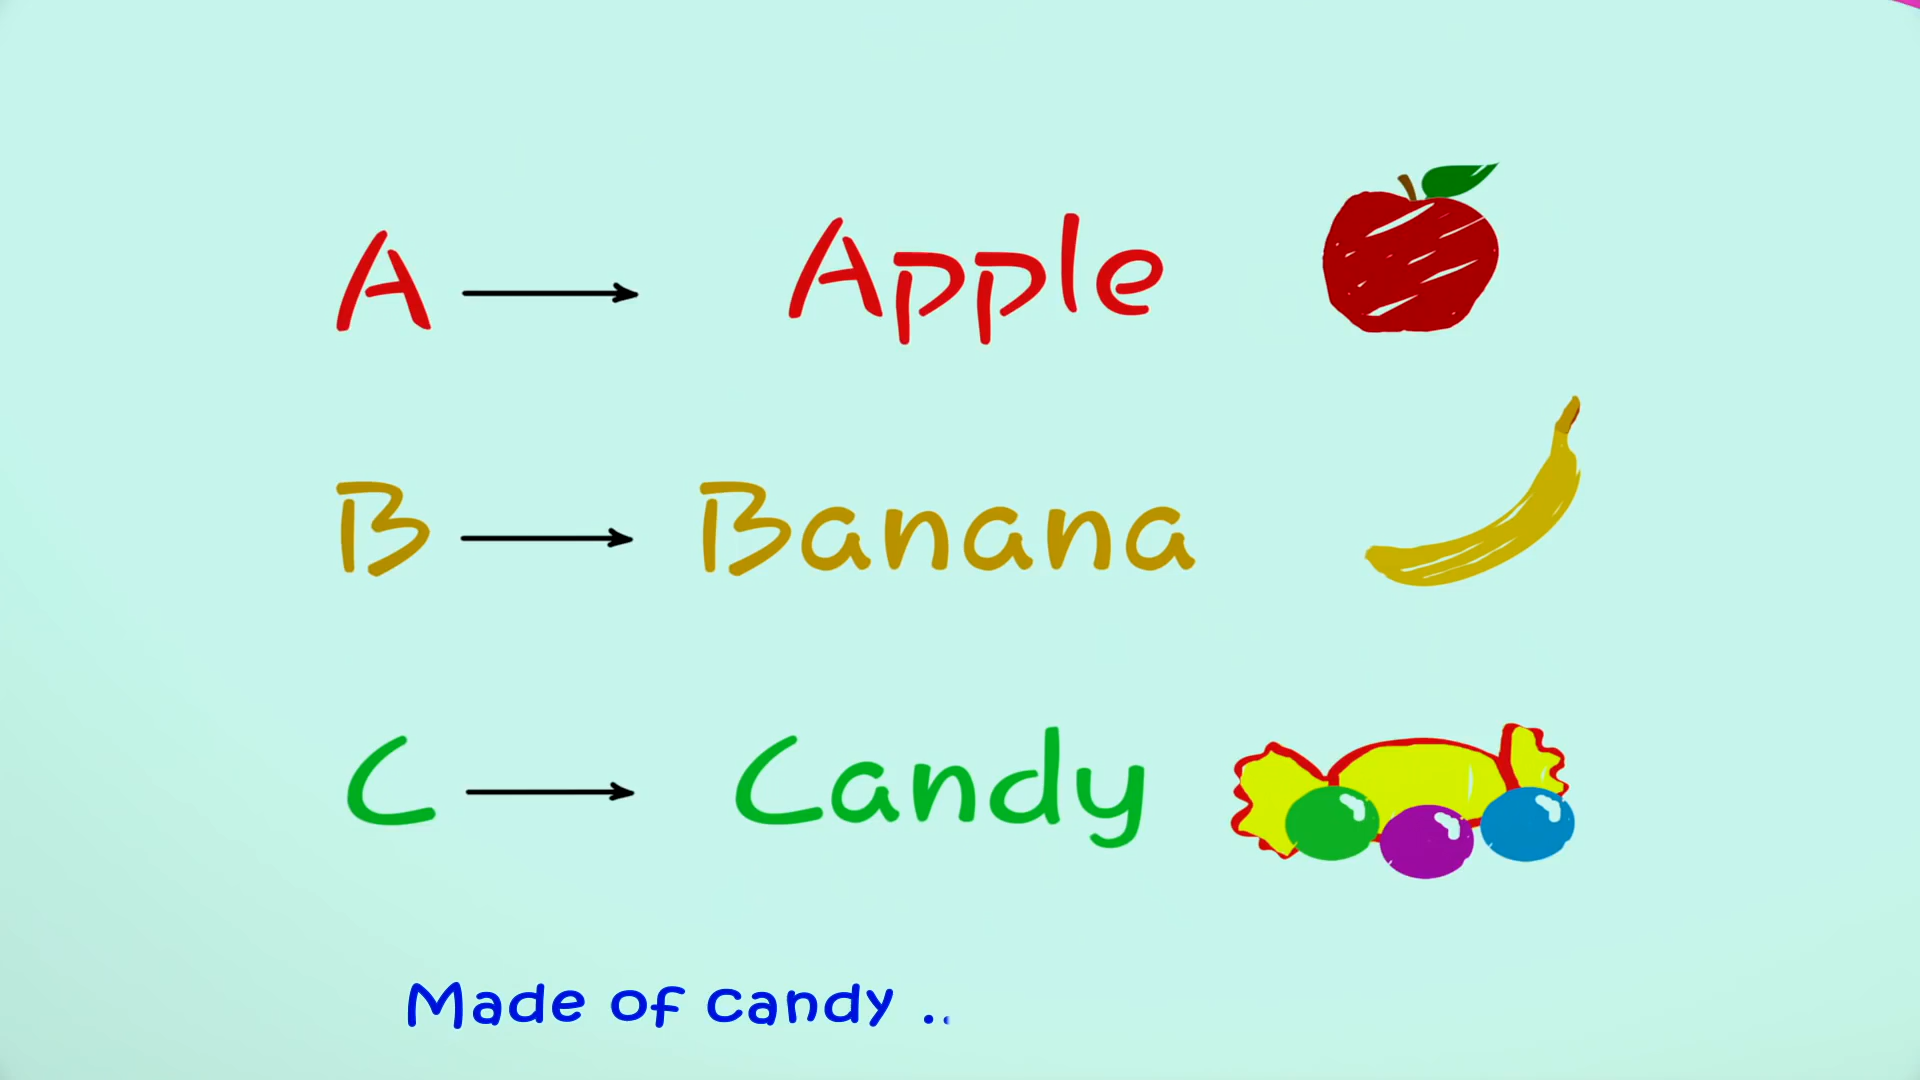 A → Apple
B → Banana
C → Candy
Made of candy ..